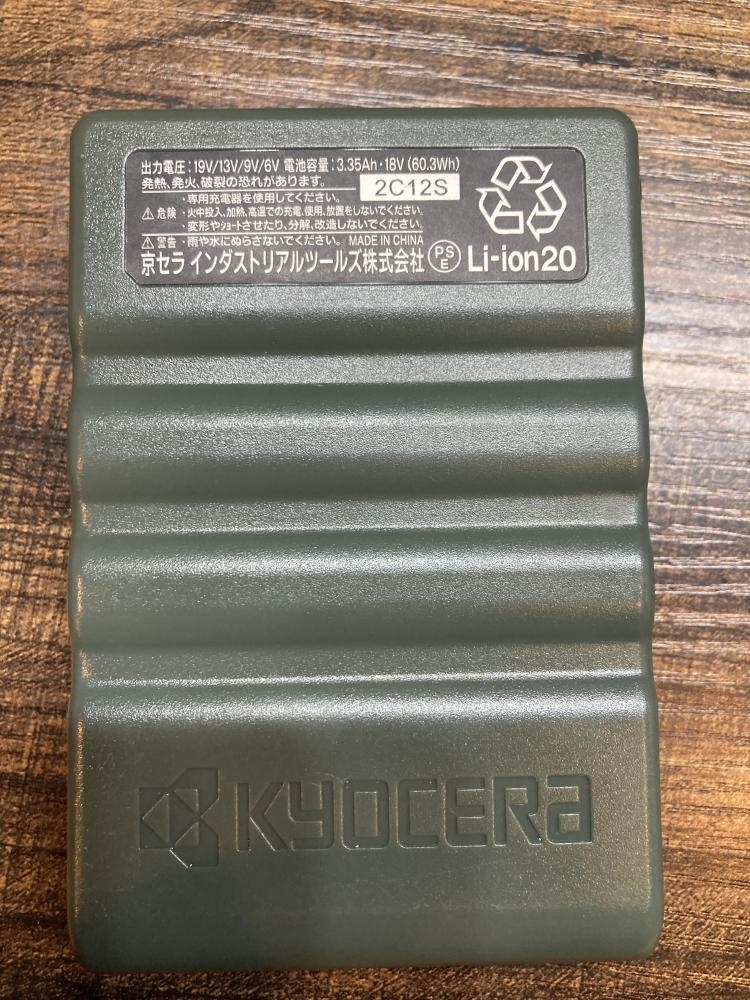 出力電圧:19V/13V/9V/6V 電池容量:3.35Ah・18V (60.3Wh)
発熱、発火、破裂の恐れがあります。
2C12S
・専用充電器を使用してください。
⚠危険 ・火中投入、加熱、高温での充電、使用、放置をしないでください。
・変形やショートさせたり、分解、改造しないでください。
⚠警告 ・雨や水にぬらさないでください。 MADE IN CHINA
京セラ インダストリアルツールズ株式会社 PSE Li-ion20
KYOCERA